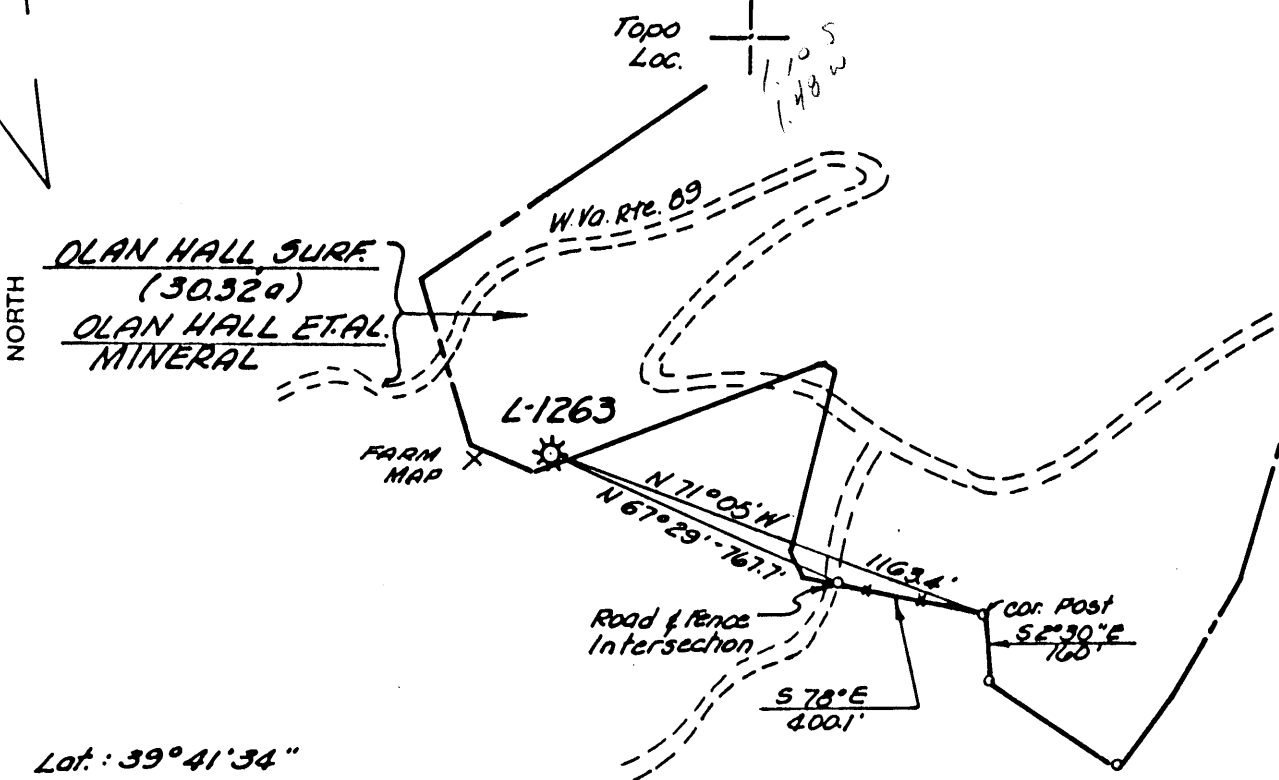 Topo
Loc.
1.10 S
1.48 W
W.Va. Rte. 89
OLAN HALL SURF.
(30.32a)
OLAN HALL ET.AL.
MINERAL
NORTH
L-1263
FARM
MAP
N 71°05' W
1163.4'
N 67°29' - 767.7'
Road & Fence
Intersection
cor. Post
S 2°30" E
160'
S 78° E
400.1'
Lat.: 39°41'34"